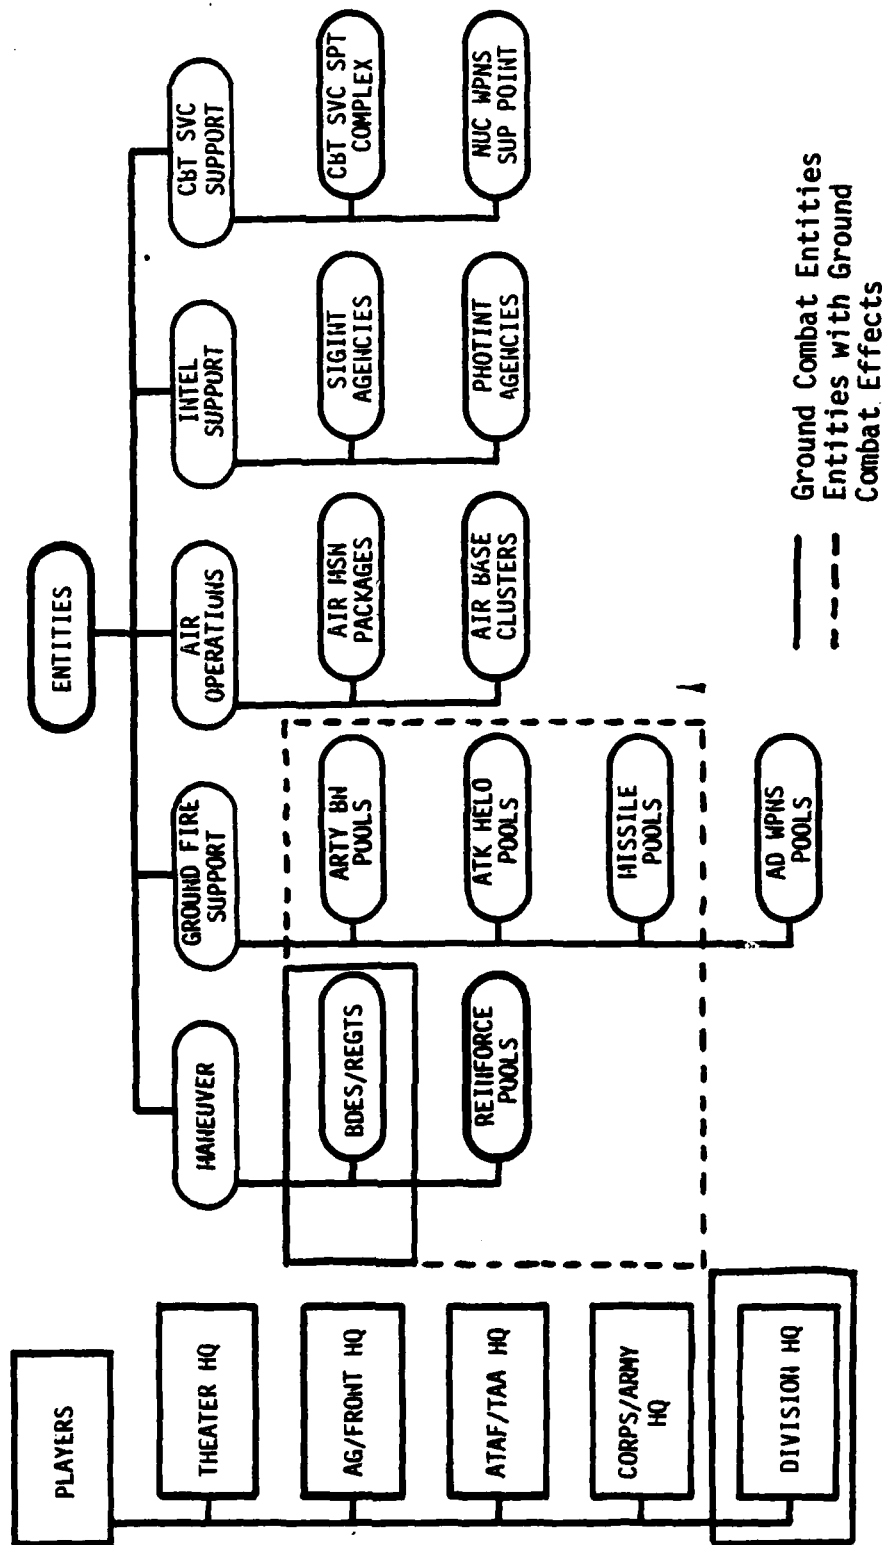 PLAYERS
THEATER HQ
AG/FRONT HQ
ATAF/TAA HQ
CORPS/ARMY
HQ
DIVISION HQ
ENTITIES
MANEUVER
BDES/REGTS
REINFORCE
POOLS
GROUND FIRE
SUPPORT
ARTY BN
POOLS
ATK HELO
POOLS
MISSILE
POOLS
AD WPNS
POOLS
AIR
OPERATIONS
AIR MSN
PACKAGES
AIR BASE
CLUSTERS
INTEL
SUPPORT
SIGINT
AGENCIES
PHOTINT
AGENCIES
CBT SVC
SUPPORT
CBT SVC SPT
COMPLEX
NUC WPNS
SUP POINT
Ground Combat Entities
Entities with Ground
Combat Effects